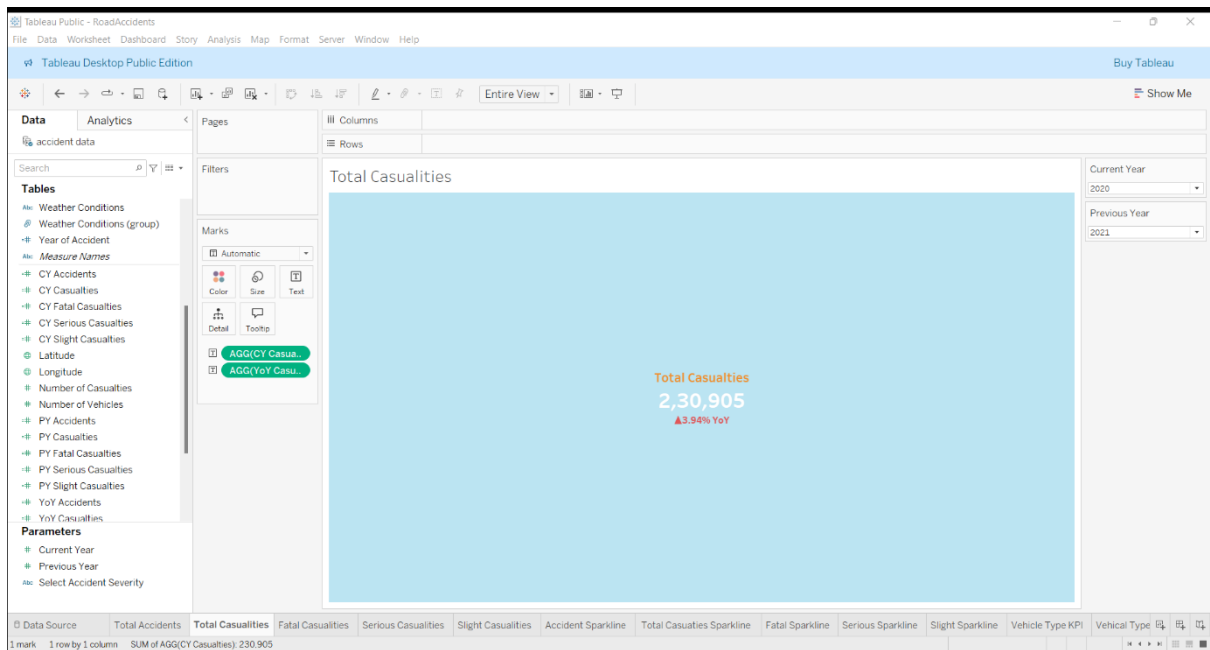 Tableau Public - RoadAccidents
File Data Worksheet Dashboard Story Analysis Map Format Server Window Help
Tableau Desktop Public Edition
Buy Tableau
Entire View
Show Me
Data Analytics
accident data
Search
Tables
Abc Weather Conditions
Weather Conditions (group)
Year of Accident
Abc Measure Names
CY Accidents
CY Casualties
CY Fatal Casualties
CY Serious Casualties
CY Slight Casualties
Latitude
Longitude
Number of Casualties
Number of Vehicles
PY Accidents
PY Casualties
PY Fatal Casualties
PY Serious Casualties
PY Slight Casualties
YoY Accidents
YoY Casualties
Parameters
Current Year
Previous Year
Abc Select Accident Severity
Pages
Filters
Marks
Automatic
Color Size Text
Detail Tooltip
AGG(CY Casua..
AGG(YoY Casu..
Columns
Rows
Total Casualities
Total Casualties
2,30,905
▲3.94% YoY
Current Year
2020
Previous Year
2021
Data Source Total Accidents Total Casualities Fatal Casualities Serious Casualities Slight Casualities Accident Sparkline Total Casuaties Sparkline Fatal Sparkline Serious Sparkline Slight Sparkline Vehicle Type KPI Vehical Type
1 mark 1 row by 1 column SUM of AGG(CY Casualties): 230,905